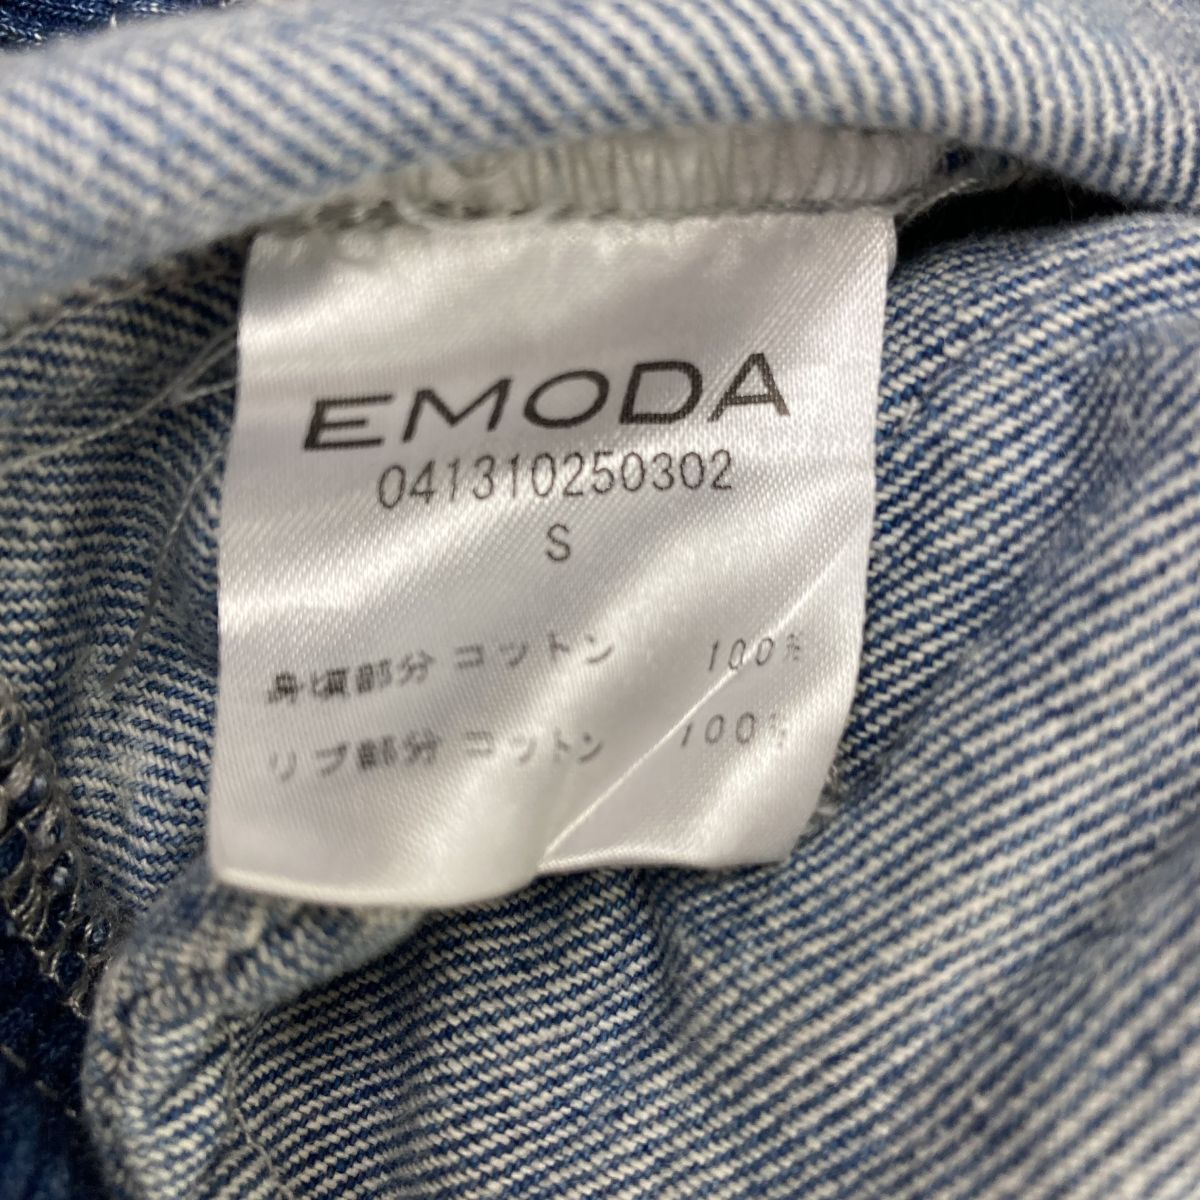 EMODA
041310250302
S
身頃部分 コットン 100%
リブ部分 コットン 100%